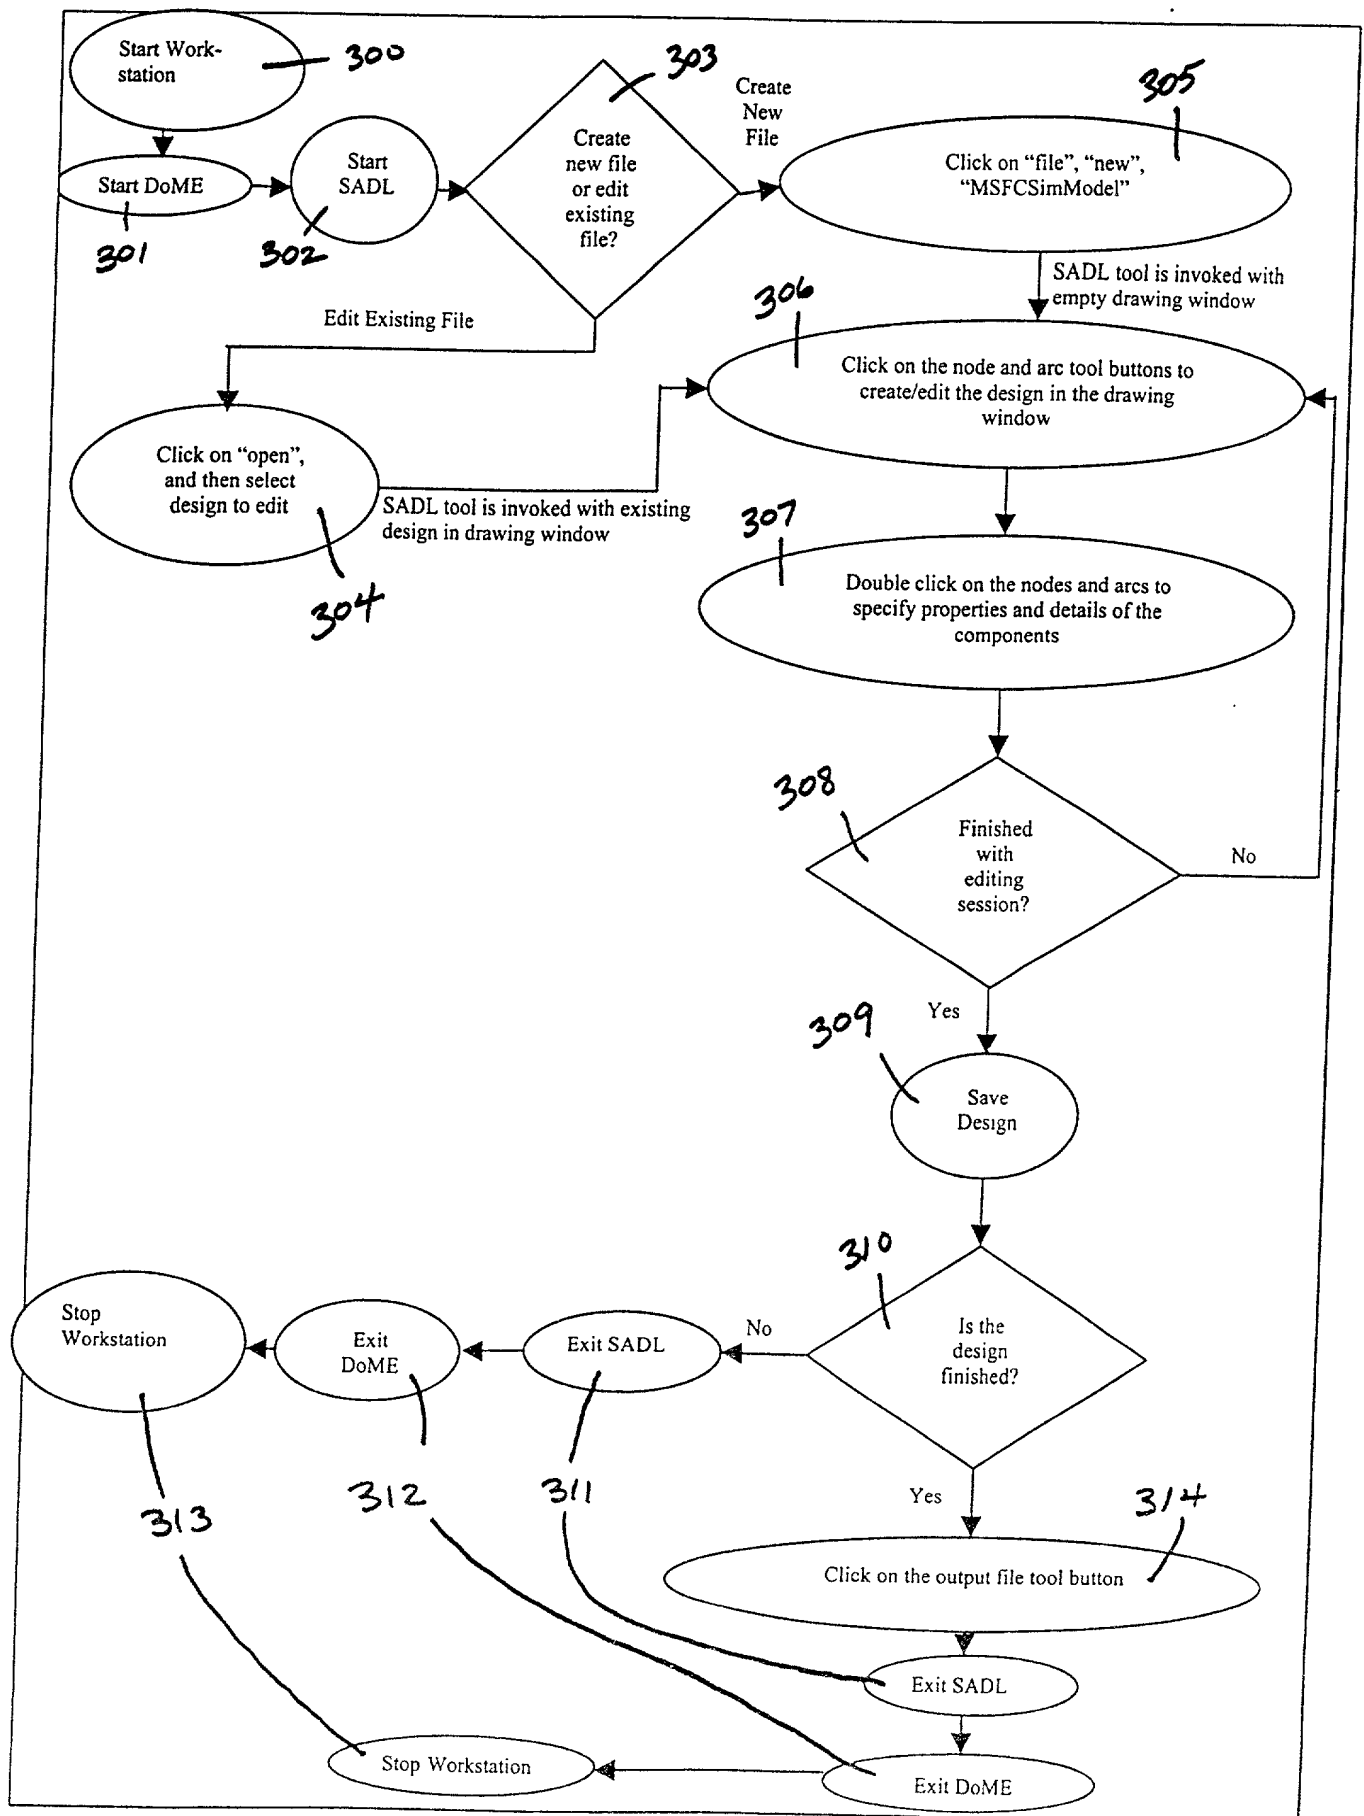 Start Work-
station
300
303
Create
New
File
305
Create
new file
or edit
existing
file?
Start
SADL
Start DoME
Click on "file", "new",
"MSFCSimModel"
301
302
SADL tool is invoked with
empty drawing window
306
Edit Existing File
Click on the node and arc tool buttons to
create/edit the design in the drawing
window
Click on "open",
and then select
design to edit
SADL tool is invoked with existing
design in drawing window
304
307
Double click on the nodes and arcs to
specify properties and details of the
components
308
Finished
with
editing
session?
No
Yes
309
Save
Design
310
Is the
design
finished?
No
Exit SADL
Exit
DoME
Stop
Workstation
313
312
311
Yes
314
Click on the output file tool button
Exit SADL
Stop Workstation
Exit DoME